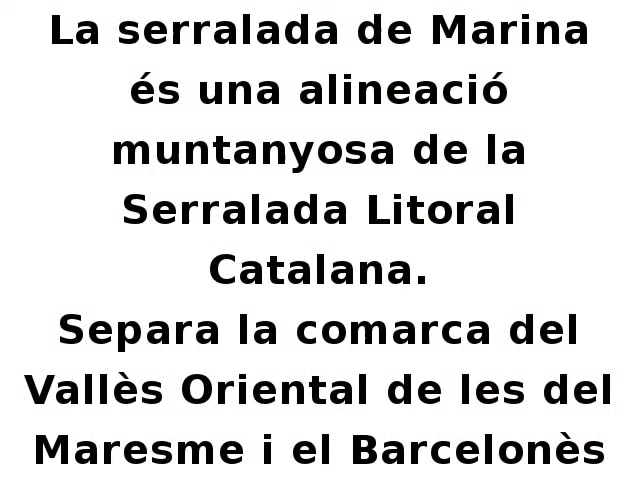 La serralada de Marina
és una alineació
muntanyosa de la
Serralada Litoral
Catalana.
Separa la comarca del
Vallès Oriental de les del
Maresme i el Barcelonès